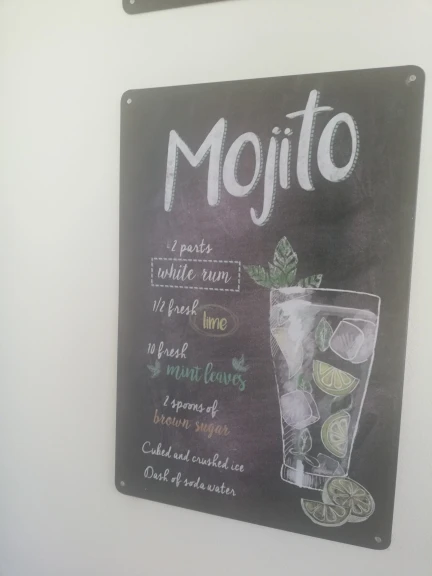 Mojito
2 parts
white rum
1/2 fresh
lime
10 fresh
mint leaves
2 spoons of
brown sugar
Cubed and crushed ice
Dash of soda water